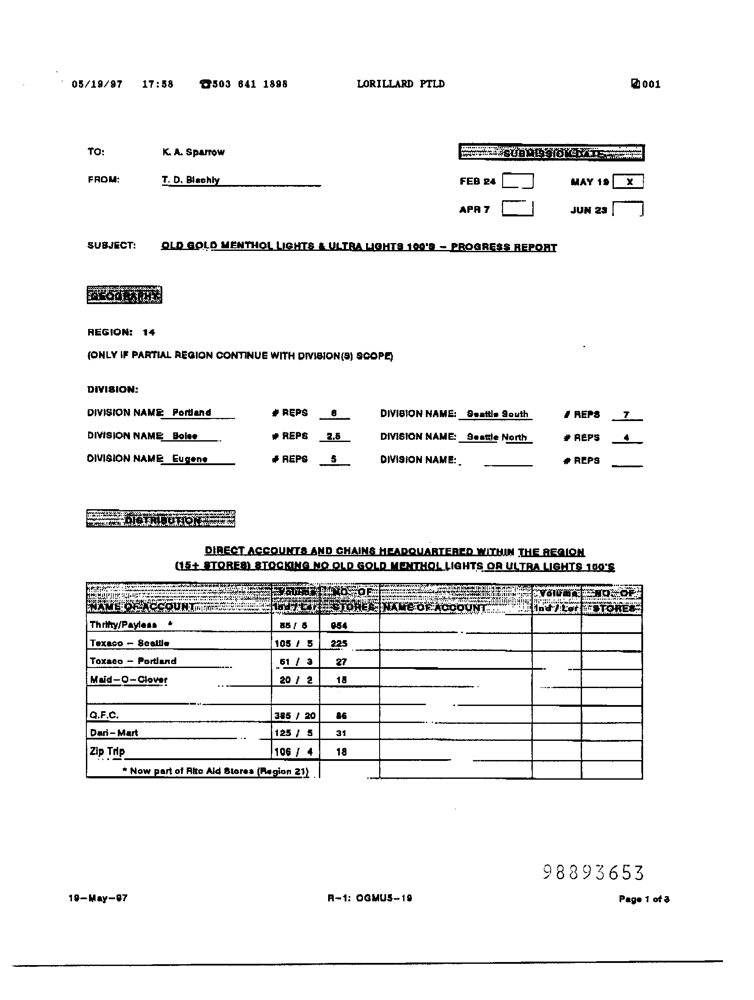 05/19/97 17:58 ☎503 641 1898 LORILLARD PTLD 001
TO: K. A. Sparrow SUBMISSION DATE
FROM: T. D. Blachly FEB 24 MAY 19 X
APR 7 JUN 23
SUBJECT: OLD GOLD MENTHOL LIGHTS & ULTRA LIGHTS 100'S – PROGRESS REPORT
GEOGRAPHY
REGION: 14
(ONLY IF PARTIAL REGION CONTINUE WITH DIVISION(S) SCOPE)
DIVISION:
DIVISION NAME: Portland # REPS 6 DIVISION NAME: Seattle South # REPS 7
DIVISION NAME: Boise # REPS 2.5 DIVISION NAME: Seattle North # REPS 4
DIVISION NAME: Eugene # REPS 5 DIVISION NAME: # REPS
DISTRIBUTION
DIRECT ACCOUNTS AND CHAINS HEADQUARTERED WITHIN THE REGION
(15+ STORES) STOCKING NO OLD GOLD MENTHOL LIGHTS OR ULTRA LIGHTS 100'S
Volume NO. OF Volume NO. OF
NAME OF ACCOUNT Ind / Lor STORES NAME OF ACCOUNT Ind / Lor STORES
Thrifty/Payless * 85 / 5 954
Texaco – Seattle 105 / 5 225
Texaco – Portland 61 / 3 27
Maid–O–Clover 20 / 2 18
Q.F.C. 385 / 20 86
Dari–Mart 125 / 5 31
Zip Trip 106 / 4 18
* Now part of Rite Aid Stores (Region 21)
98893653
19–May–97 R–1: OGMUS–19 Page 1 of 3